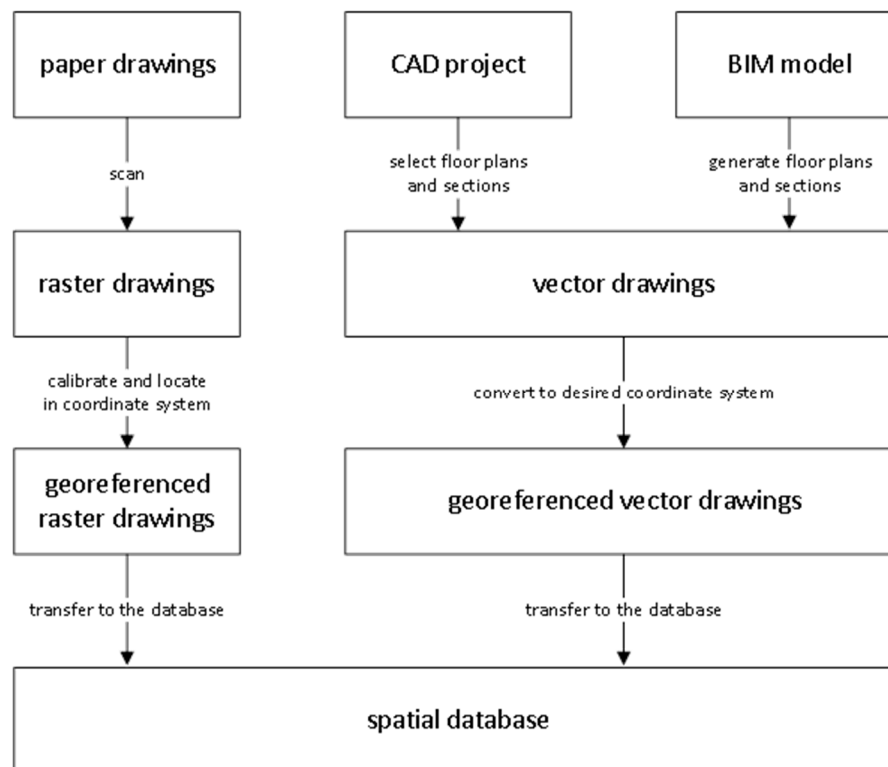 paper drawings
CAD project
BIM model
scan
select floor plans
and sections
generate floor plans
and sections
raster drawings
vector drawings
calibrate and locate
in coordinate system
convert to desired coordinate system
georeferenced
raster drawings
georeferenced vector drawings
transfer to the database
transfer to the database
spatial database